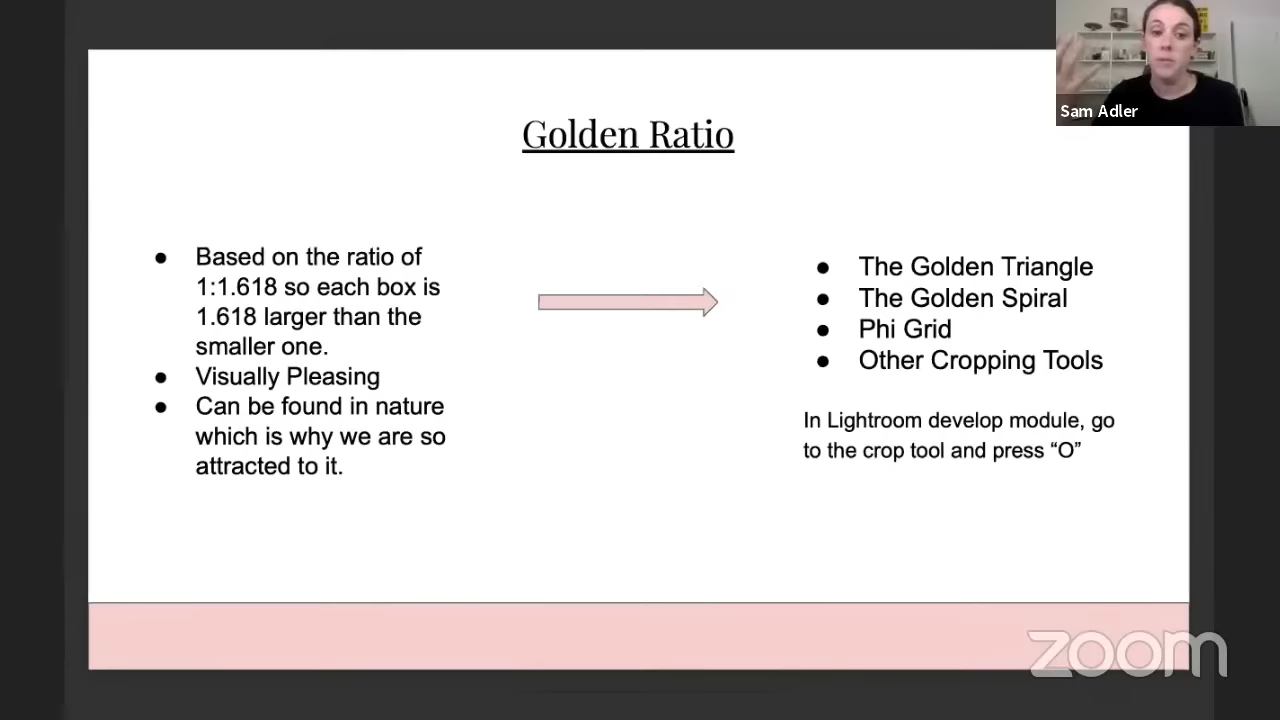 Sam Adler
Golden Ratio
● Based on the ratio of
1:1.618 so each box is
1.618 larger than the
smaller one.
● Visually Pleasing
● Can be found in nature
which is why we are so
attracted to it.
● The Golden Triangle
● The Golden Spiral
● Phi Grid
● Other Cropping Tools
In Lightroom develop module, go
to the crop tool and press “O”
zoom